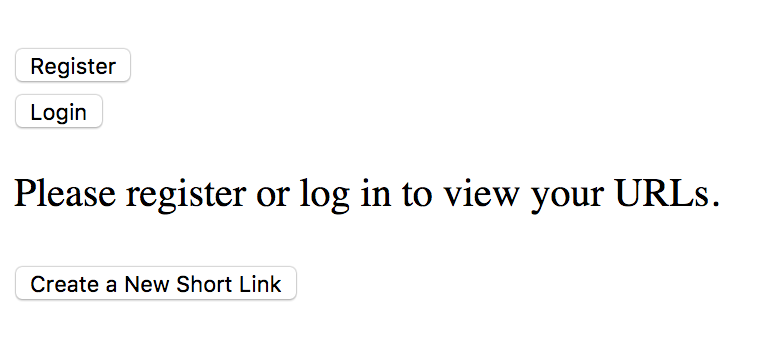 Register
Login
Please register or log in to view your URLs.
Create a New Short Link